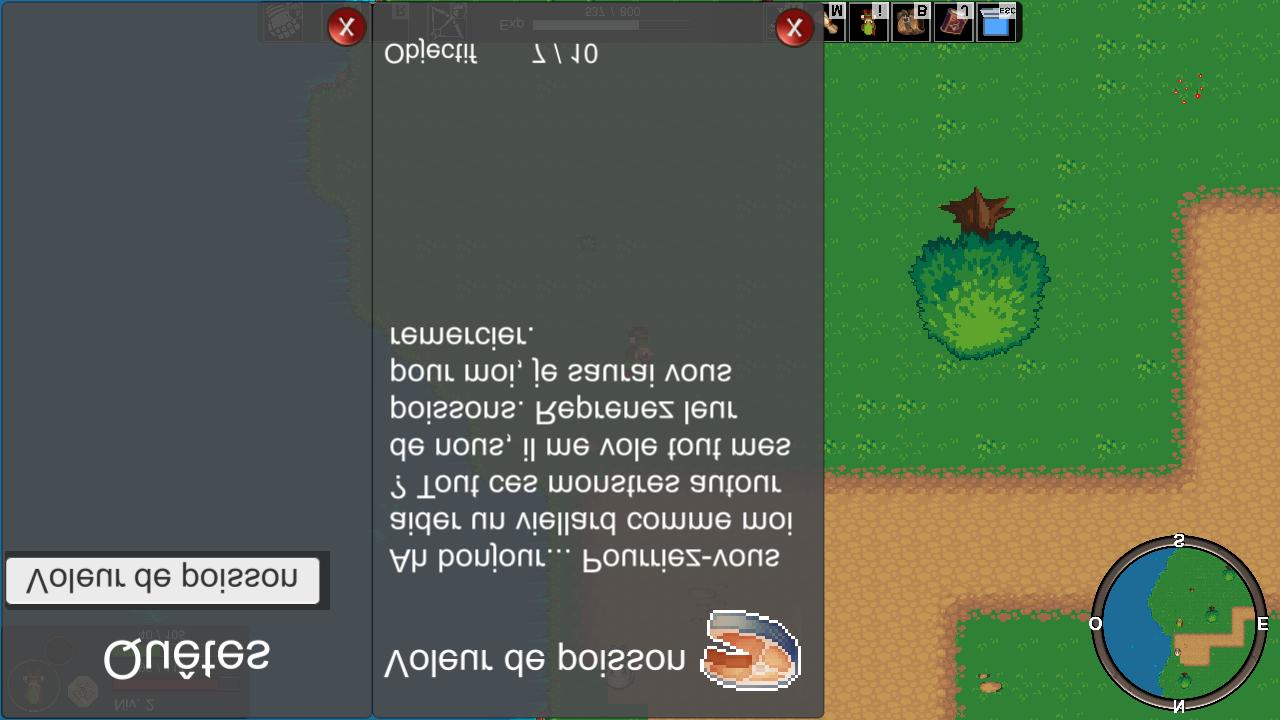 Quêtes
Voleur de poisson
Niv. 2
Voleur de poisson
Ah bonjour... Pourriez-vous
aider un viellard comme moi
? Tout ces monstres autour
de nous, il me vole tout mes
poissons. Reprenez leur
pour moi, je saurai vous
remercier.
Objectif 7 / 10
Exp 537 / 800
R
X
X
M
I
B
J
ESC
N
O
E
S